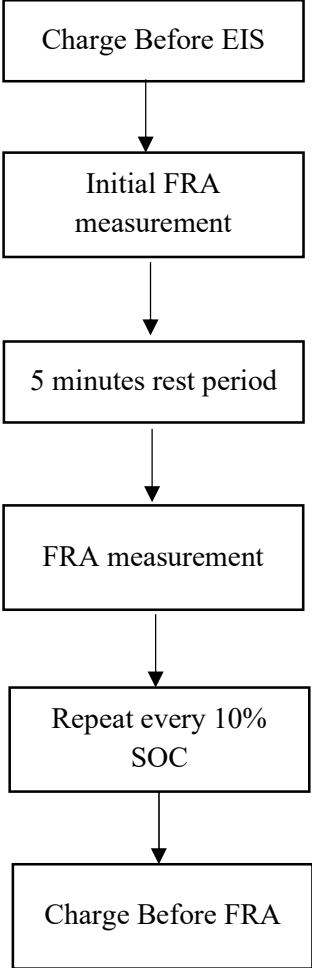 Charge Before EIS
Initial FRA
measurement
5 minutes rest period
FRA measurement
Repeat every 10%
SOC
Charge Before FRA